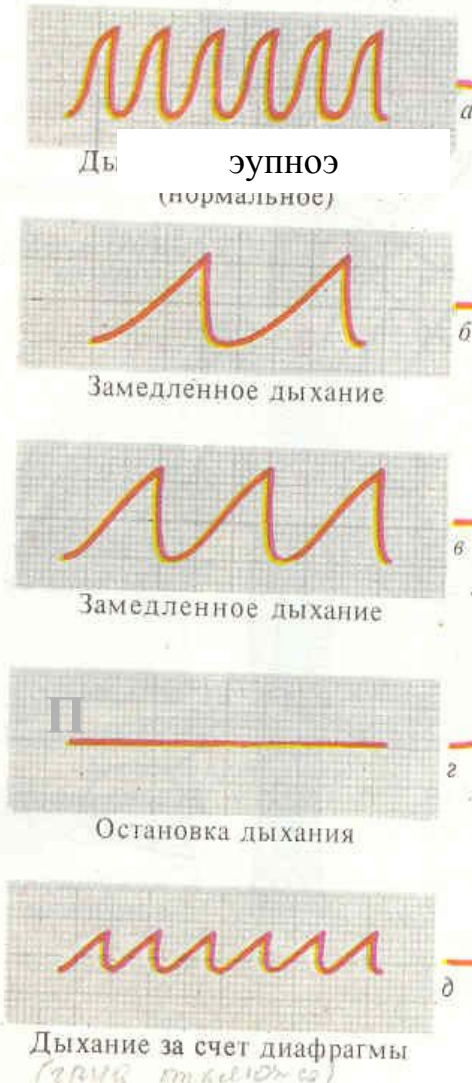 а
Ды
эупноэ
(нормальное)
б
Замедленное дыхание
в
Замедленное дыхание
П
г
Остановка дыхания
д
Дыхание за счет диафрагмы